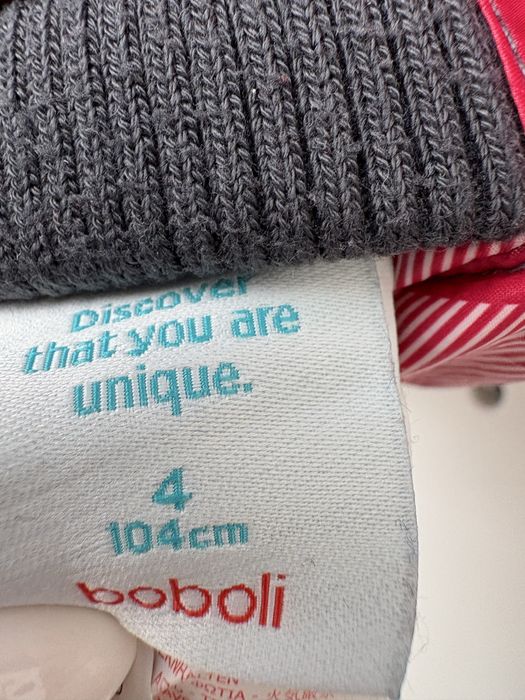 Discover
that you are
unique.
4
104cm
boboli